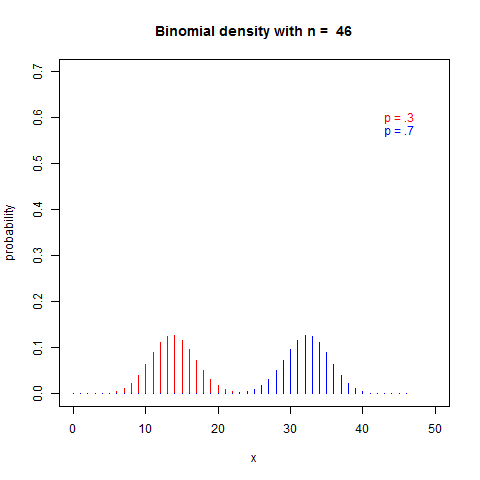 Binomial density with n =  46
0.7
0.6
0.5
0.4
0.3
0.2
0.1
0.0
probability
p = .3
p = .7
0 10 20 30 40 50
x